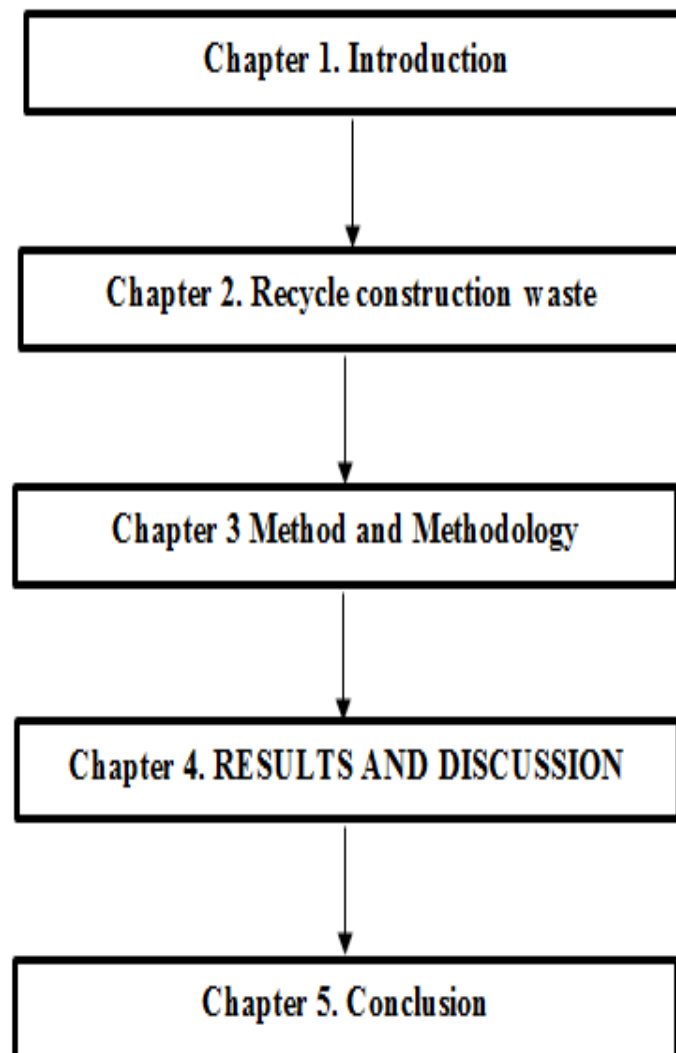 Chapter 1. Introduction
Chapter 2. Recycle construction waste
Chapter 3 Method and Methodology
Chapter 4. RESULTS AND DISCUSSION
Chapter 5. Conclusion